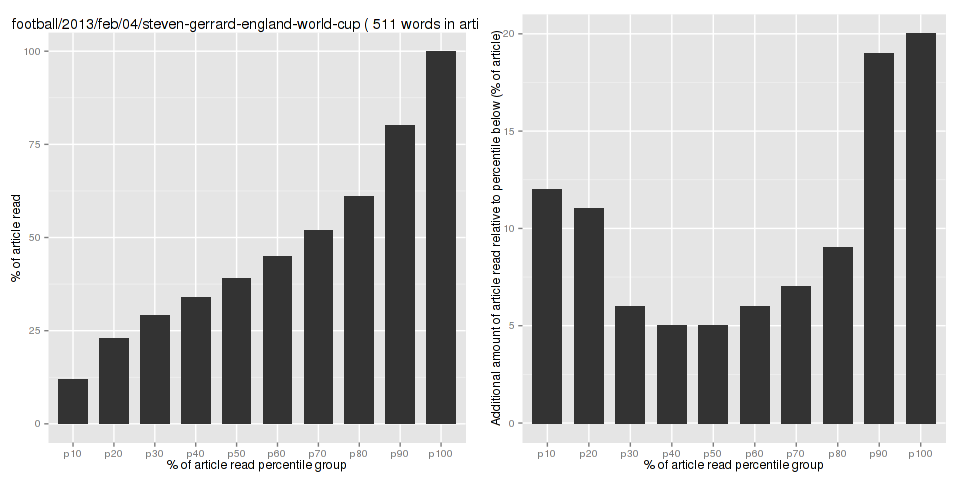 football/2013/feb/04/steven-gerrard-england-world-cup ( 511 words in arti
% of article read
100
75
50
25
0
p10 p20 p30 p40 p50 p60 p70 p80 p90 p100
% of article read percentile group
Additional amount of article read relative to percentile below (% of article)
20
15
10
5
0
p10 p20 p30 p40 p50 p60 p70 p80 p90 p100
% of article read percentile group